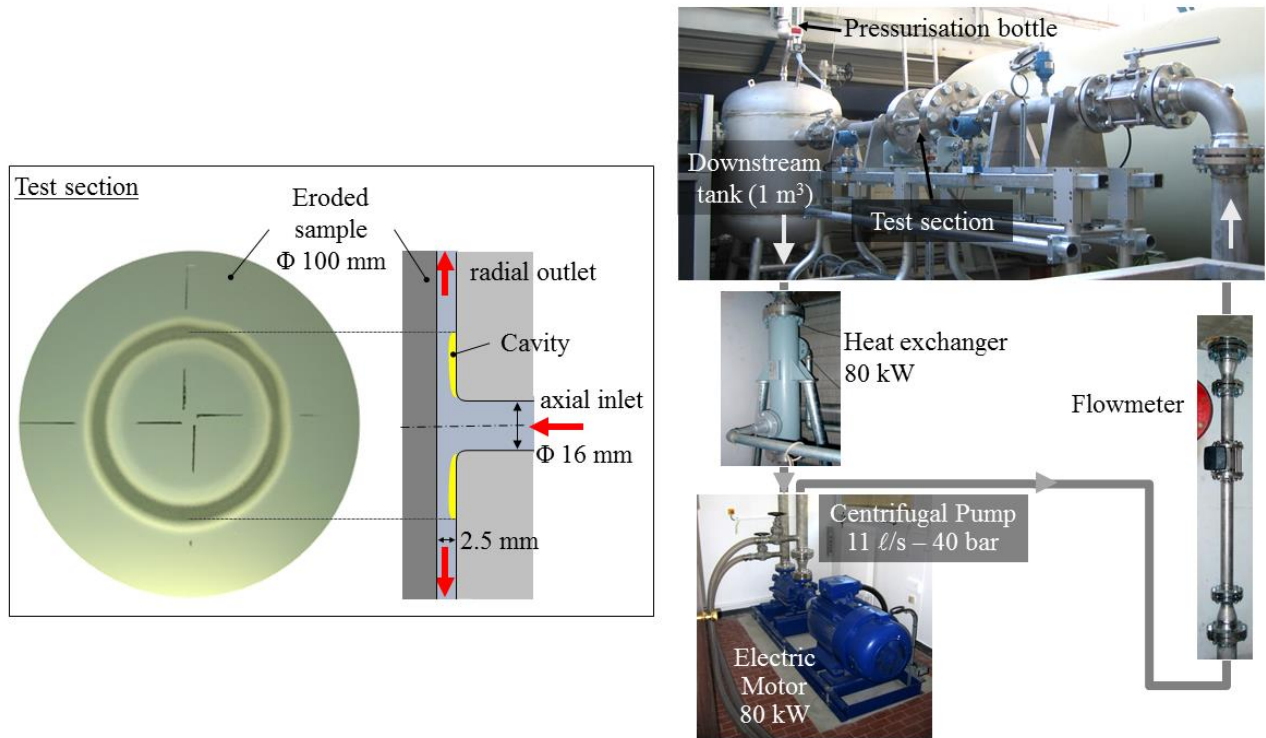 Test section
Eroded
sample
Φ 100 mm
radial outlet
Cavity
axial inlet
Φ 16 mm
2.5 mm
Pressurisation bottle
Downstream
tank (1 m³)
Test section
Heat exchanger
80 kW
Flowmeter
Centrifugal Pump
11 ℓ/s – 40 bar
Electric
Motor
80 kW